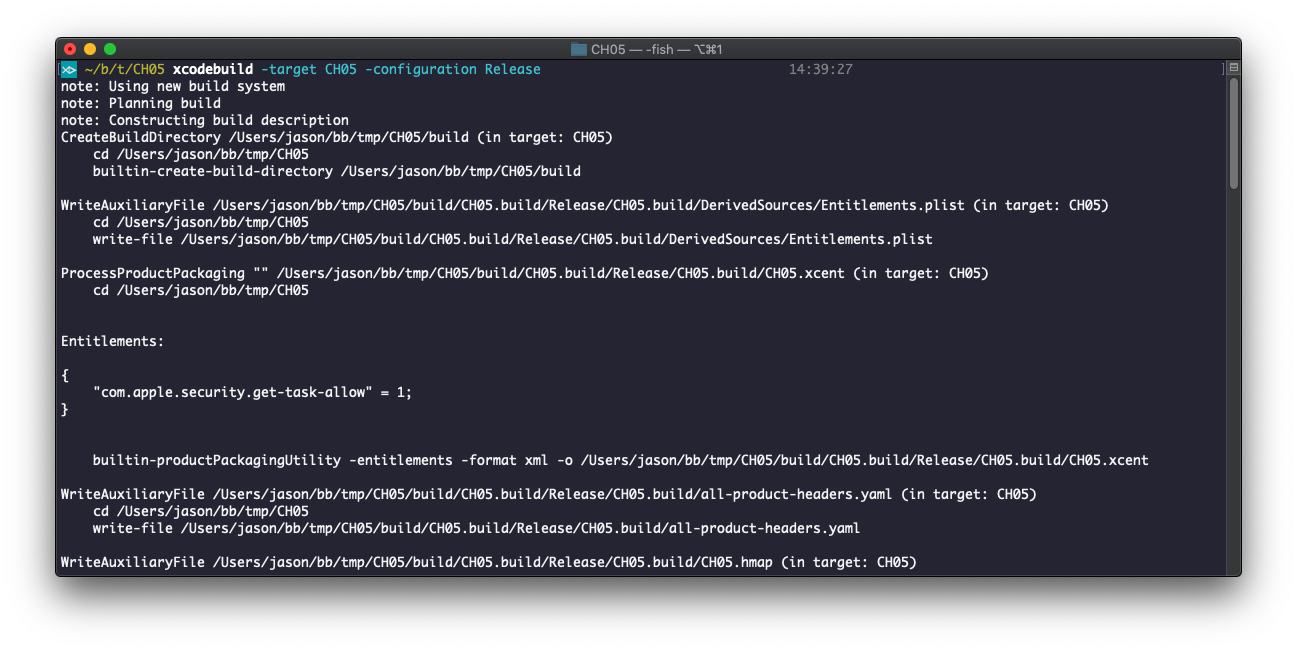 CH05 — -fish — ⌥⌘1
~/b/t/CH05 xcodebuild -target CH05 -configuration Release 14:39:27
note: Using new build system
note: Planning build
note: Constructing build description
CreateBuildDirectory /Users/jason/bb/tmp/CH05/build (in target: CH05)
    cd /Users/jason/bb/tmp/CH05
    builtin-create-build-directory /Users/jason/bb/tmp/CH05/build

WriteAuxiliaryFile /Users/jason/bb/tmp/CH05/build/CH05.build/Release/CH05.build/DerivedSources/Entitlements.plist (in target: CH05)
    cd /Users/jason/bb/tmp/CH05
    write-file /Users/jason/bb/tmp/CH05/build/CH05.build/Release/CH05.build/DerivedSources/Entitlements.plist

ProcessProductPackaging "" /Users/jason/bb/tmp/CH05/build/CH05.build/Release/CH05.build/CH05.xcent (in target: CH05)
    cd /Users/jason/bb/tmp/CH05

Entitlements:

{
    "com.apple.security.get-task-allow" = 1;
}

    builtin-productPackagingUtility -entitlements -format xml -o /Users/jason/bb/tmp/CH05/build/CH05.build/Release/CH05.build/CH05.xcent

WriteAuxiliaryFile /Users/jason/bb/tmp/CH05/build/CH05.build/Release/CH05.build/all-product-headers.yaml (in target: CH05)
    cd /Users/jason/bb/tmp/CH05
    write-file /Users/jason/bb/tmp/CH05/build/CH05.build/Release/CH05.build/all-product-headers.yaml

WriteAuxiliaryFile /Users/jason/bb/tmp/CH05/build/CH05.build/Release/CH05.build/CH05.hmap (in target: CH05)